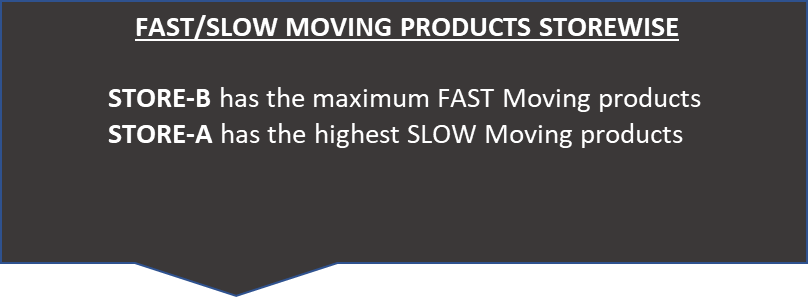 FAST/SLOW MOVING PRODUCTS STOREWISE
STORE-B has the maximum FAST Moving products
STORE-A has the highest SLOW Moving products